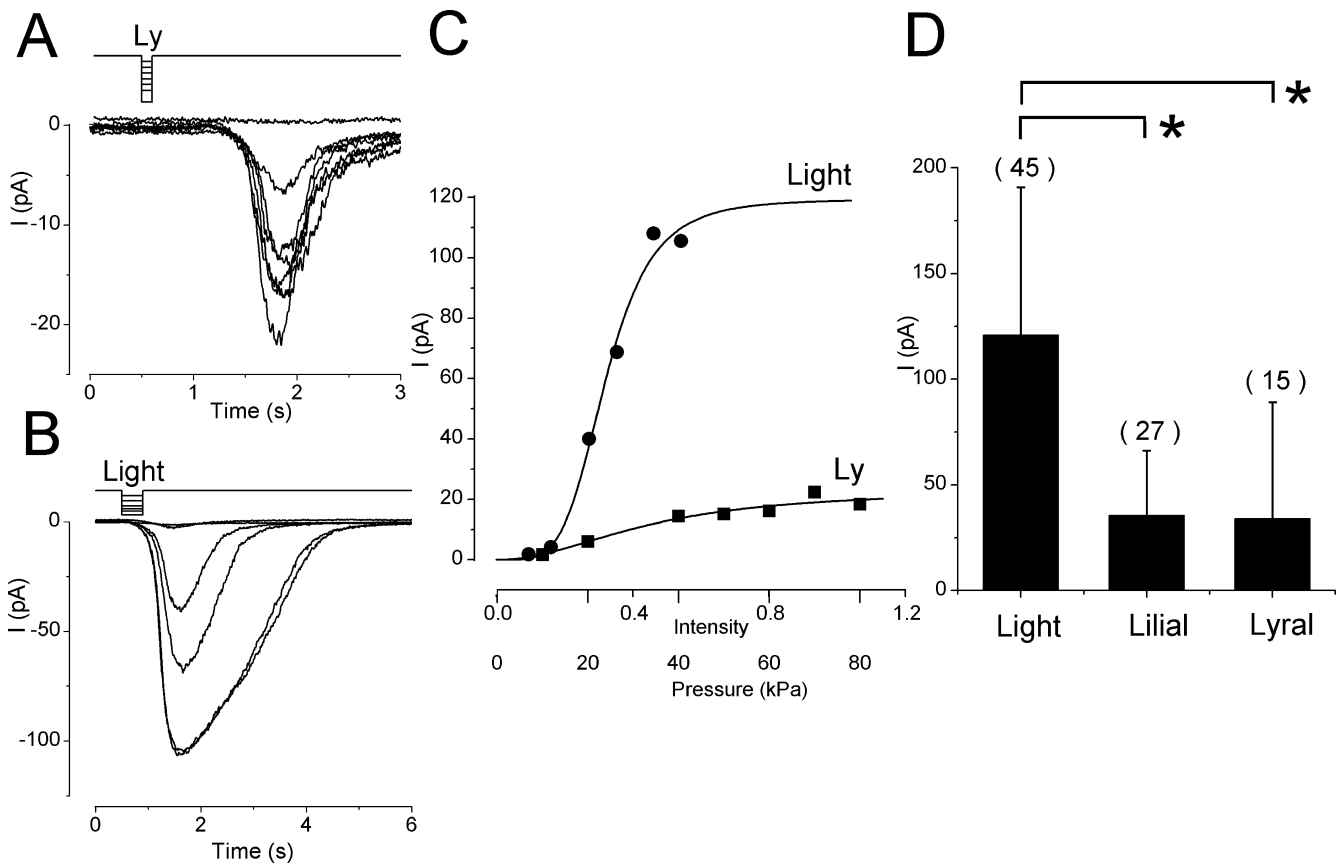 A
Ly
0
-10
-20
I (pA)
0 1 2 3
Time (s)
B
Light
0
-50
-100
I (pA)
0 2 4 6
Time (s)
C
Light
Ly
120
100
80
60
40
20
0
I (pA)
0.0 0.4 0.8 1.2
Intensity
0 20 40 60 80
Pressure (kPa)
D
*
*
200
150
100
50
0
I (pA)
( 45 )
( 27 )
( 15 )
Light Lilial Lyral